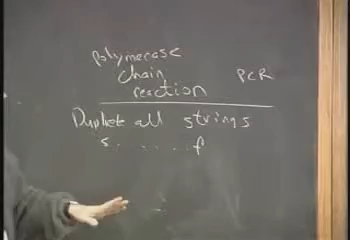 polymerase
chain
reaction PCR
Duplicate all strings
s......f